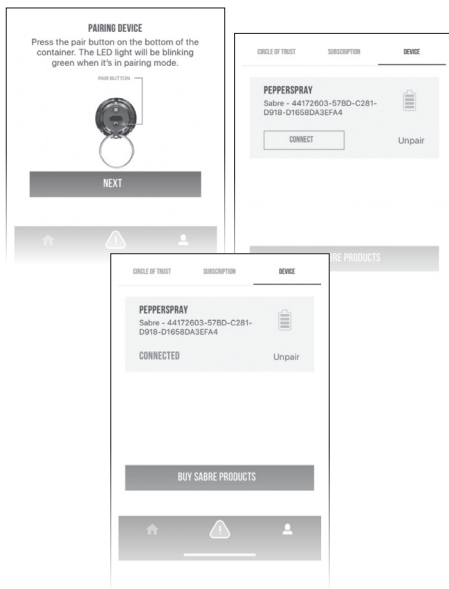 PAIRING DEVICE
Press the pair button on the bottom of the
container. The LED light will be blinking
green when it's in pairing mode.
PAIR BUTTON
NEXT
CIRCLE OF TRUST SUBSCRIPTION DEVICE
PEPPERSPRAY
Sabre - 44172603-57BD-C281-
D918-D1658DA3EFA4
CONNECT Unpair
RE PRODUCTS
CIRCLE OF TRUST SUBSCRIPTION DEVICE
PEPPERSPRAY
Sabre - 44172603-57BD-C281-
D918-D1658DA3EFA4
CONNECTED Unpair
BUY SABRE PRODUCTS